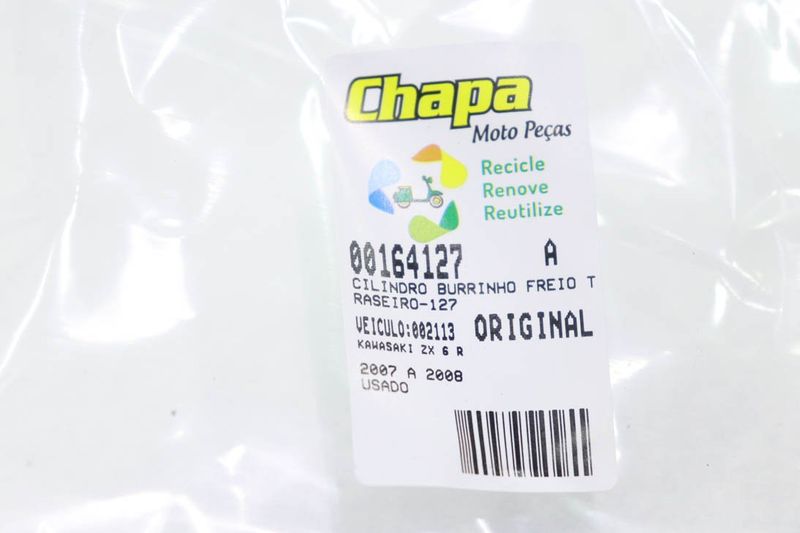 Chapa
Moto Peças
Recicle
Renove
Reutilize
00164127 A
CILINDRO BURRINHO FREIO T
RASEIRO-127
VEICULO:002113 ORIGINAL
KAWASAKI ZX 6 R
2007 A 2008
USADO